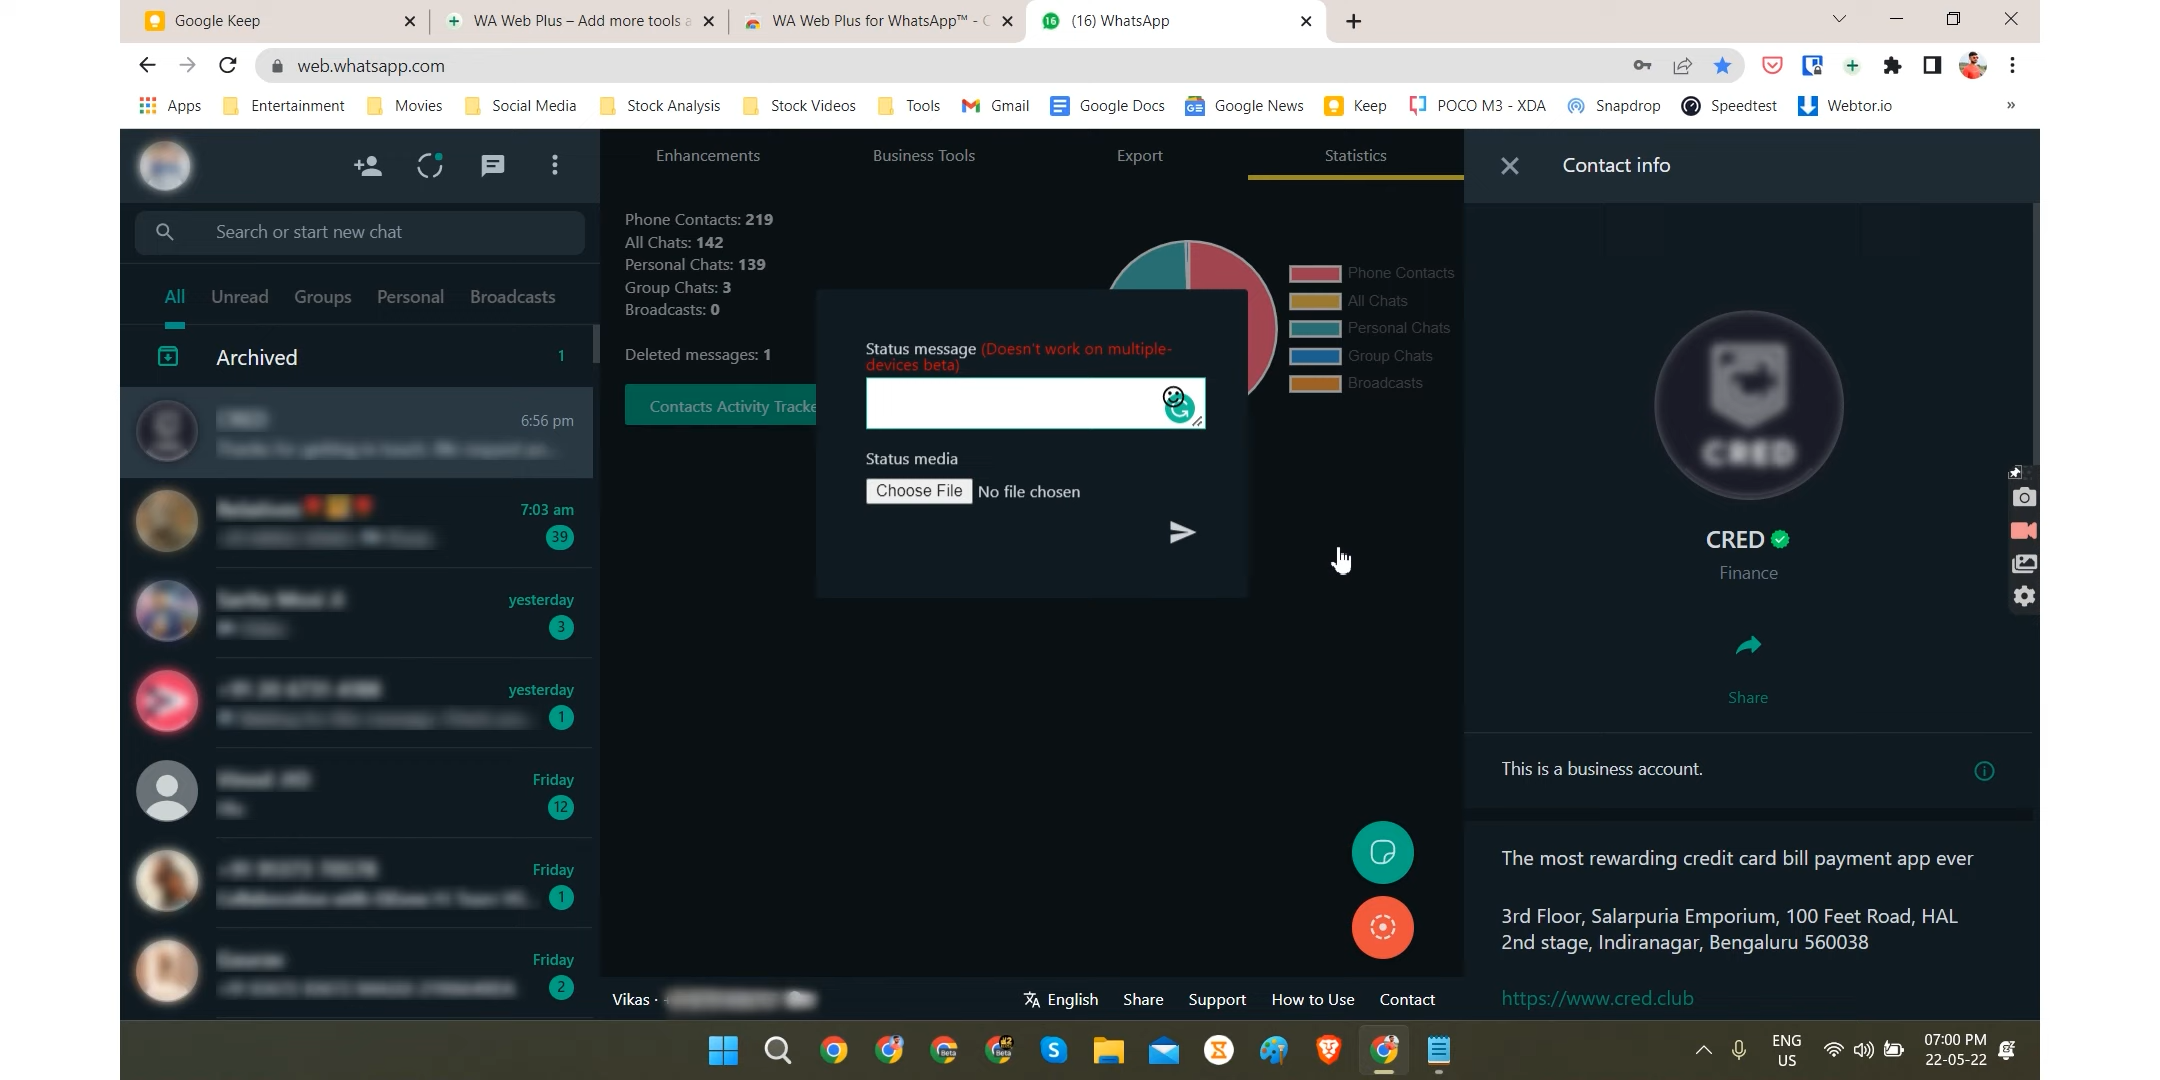 Google Keep
WA Web Plus – Add more tools a
WA Web Plus for WhatsApp™ - C
(16) WhatsApp
web.whatsapp.com
Apps
Entertainment
Movies
Social Media
Stock Analysis
Stock Videos
Tools
Gmail
Google Docs
Google News
Keep
POCO M3 - XDA
Snapdrop
Speedtest
Webtor.io
»
Search or start new chat
All
Unread
Groups
Personal
Broadcasts
Archived
1
6:56 pm
7:03 am
39
yesterday
3
yesterday
1
Friday
12
Friday
1
Friday
2
Enhancements
Business Tools
Export
Statistics
Phone Contacts: 219
All Chats: 142
Personal Chats: 139
Group Chats: 3
Broadcasts: 0
Deleted messages: 1
Contacts Activity Tracke
Phone Contacts
All Chats
Personal Chats
Group Chats
Broadcasts
Status message (Doesn't work on multiple-
devices beta)
Status media
Choose File No file chosen
Vikas ·
English
Share
Support
How to Use
Contact
Contact info
CRED
CRED
Finance
Share
This is a business account.
The most rewarding credit card bill payment app ever
3rd Floor, Salarpuria Emporium, 100 Feet Road, HAL
2nd stage, Indiranagar, Bengaluru 560038
https://www.cred.club
ENG
US
07:00 PM
22-05-22